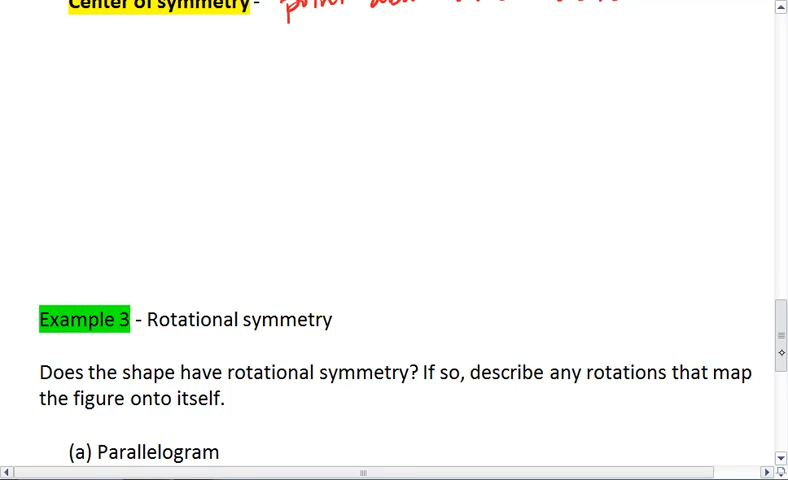 Center of symmetry - point
Example 3 - Rotational symmetry
Does the shape have rotational symmetry? If so, describe any rotations that map
the figure onto itself.
(a) Parallelogram